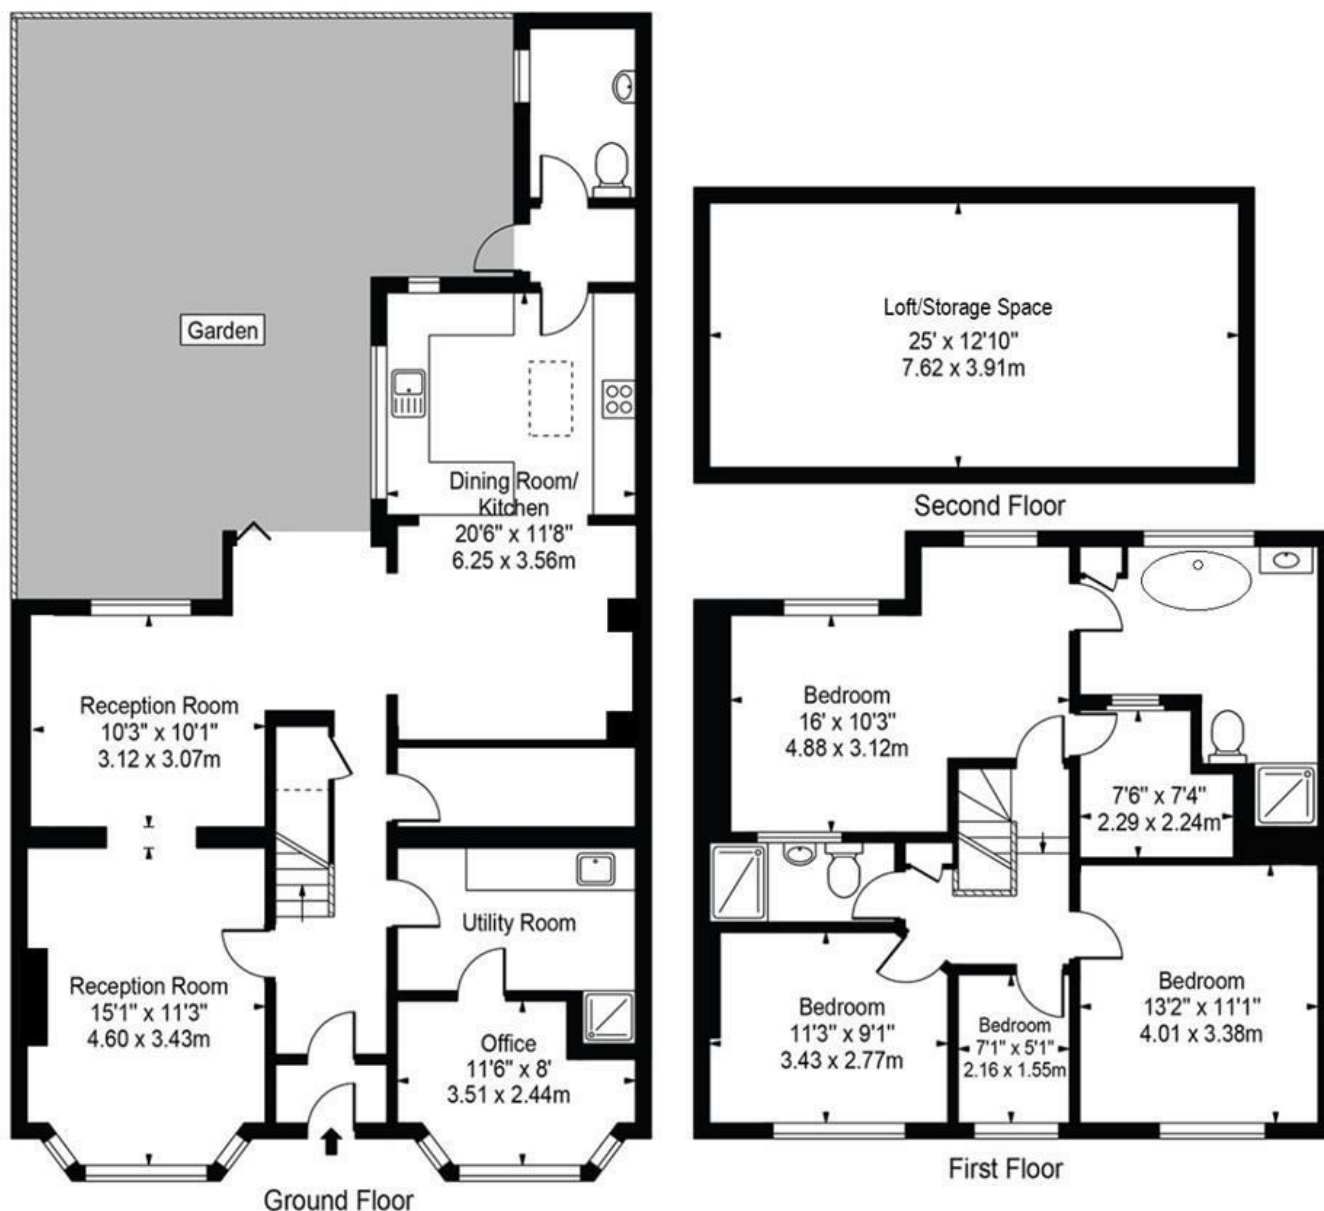 Garden
Dining Room/
Kitchen
20'6" x 11'8"
6.25 x 3.56m
Reception Room
10'3" x 10'1"
3.12 x 3.07m
Utility Room
Reception Room
15'1" x 11'3"
4.60 x 3.43m
Office
11'6" x 8'
3.51 x 2.44m
Ground Floor
Loft/Storage Space
25' x 12'10"
7.62 x 3.91m
Second Floor
Bedroom
16' x 10'3"
4.88 x 3.12m
7'6" x 7'4"
2.29 x 2.24m
Bedroom
11'3" x 9'1"
3.43 x 2.77m
Bedroom
7'1" x 5'1"
2.16 x 1.55m
Bedroom
13'2" x 11'1"
4.01 x 3.38m
First Floor